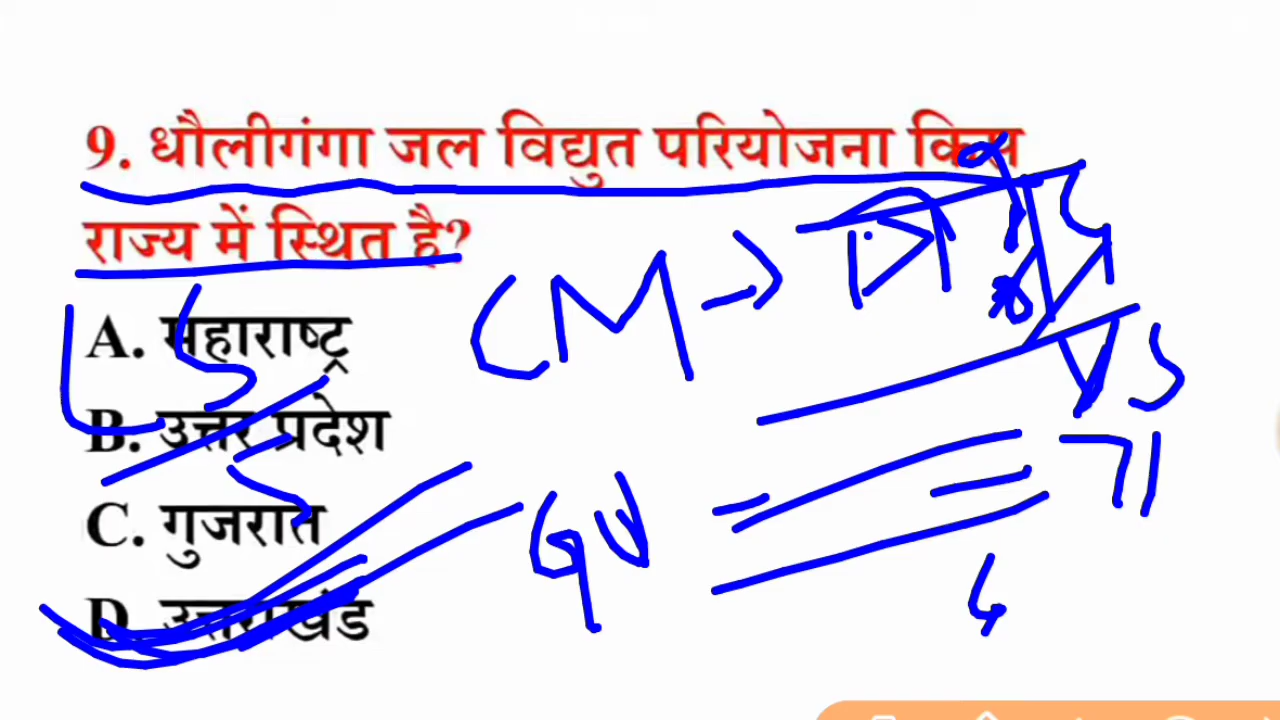 9. धौलीगंगा जल विद्युत परियोजना किस
राज्य में स्थित है?
A. महाराष्ट्र
B. उत्तर प्रदेश
C. गुजरात
D. उत्तराखंड
CM →